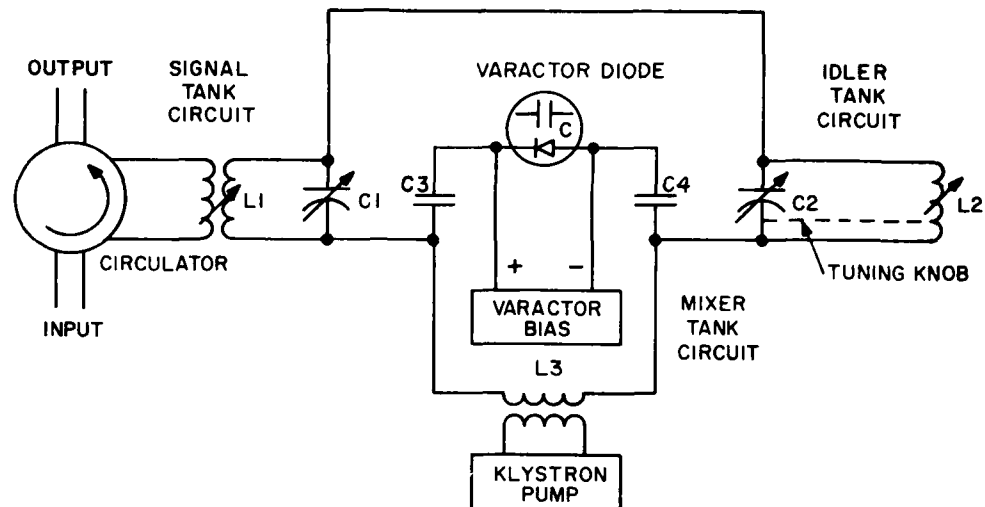 OUTPUT
SIGNAL
TANK
CIRCUIT
VARACTOR DIODE
IDLER
TANK
CIRCUIT
C
L1
C1
C3
C4
C2
L2
CIRCULATOR
INPUT
+ −
VARACTOR
BIAS
TUNING KNOB
MIXER
TANK
CIRCUIT
L3
KLYSTRON
PUMP